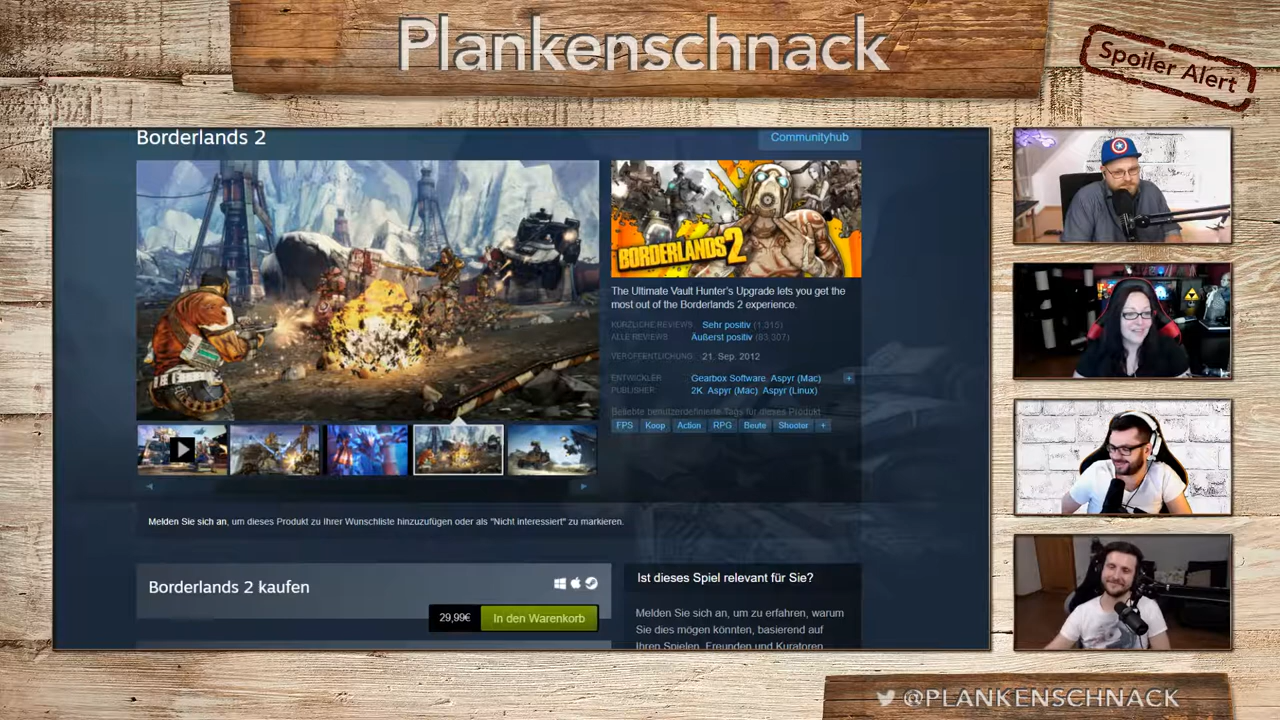 Plankenschnack
Spoiler Alert
Borderlands 2
Communityhub
BORDERLANDS 2
The Ultimate Vault Hunter's Upgrade lets you get the
most out of the Borderlands 2 experience.
KÜRZLICHE REVIEWS: Sehr positiv (1,315)
ALLE REVIEWS: Äußerst positiv (83,307)
VERÖFFENTLICHUNG: 21. Sep. 2012
ENTWICKLER: Gearbox Software, Aspyr (Mac) +
PUBLISHER: 2K, Aspyr (Mac), Aspyr (Linux)
Beliebte benutzerdefinierte Tags für dieses Produkt:
FPS Koop Action RPG Beute Shooter +
Melden Sie sich an, um dieses Produkt zu Ihrer Wunschliste hinzuzufügen oder als "Nicht interessiert" zu markieren.
Borderlands 2 kaufen
29,99€ In den Warenkorb
Ist dieses Spiel relevant für Sie?
Melden Sie sich an, um zu erfahren, warum
Sie dies mögen könnten, basierend auf
Ihren Spielen, Freunden und Kuratoren
@PLANKENSCHNACK